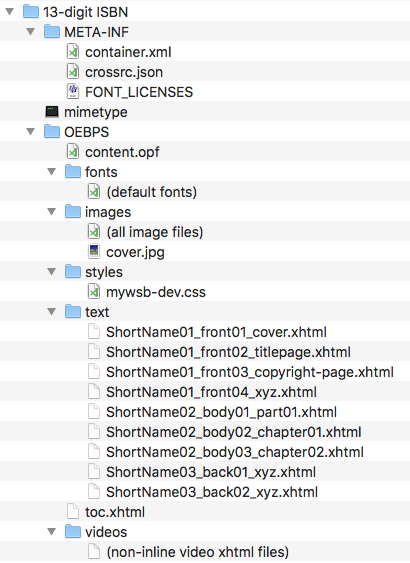 13-digit ISBN
META-INF
container.xml
crossrc.json
FONT_LICENSES
mimetype
OEBPS
content.opf
fonts
(default fonts)
images
(all image files)
cover.jpg
styles
mywsb-dev.css
text
ShortName01_front01_cover.xhtml
ShortName01_front02_titlepage.xhtml
ShortName01_front03_copyright-page.xhtml
ShortName01_front04_xyz.xhtml
ShortName02_body01_part01.xhtml
ShortName02_body02_chapter01.xhtml
ShortName02_body03_chapter02.xhtml
ShortName03_back01_xyz.xhtml
ShortName03_back02_xyz.xhtml
toc.xhtml
videos
(non-inline video xhtml files)